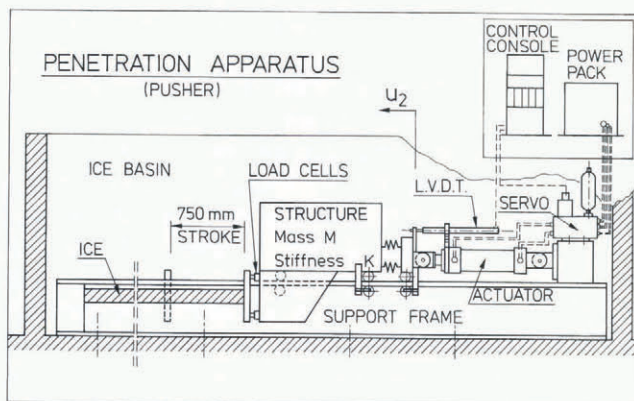 PENETRATION APPARATUS
(PUSHER)
CONTROL
CONSOLE
POWER
PACK
u₂
ICE BASIN
LOAD CELLS
L.V.D.T.
SERVO
750 mm
STROKE
STRUCTURE
Mass M
Stiffness K
ICE
ACTUATOR
SUPPORT FRAME